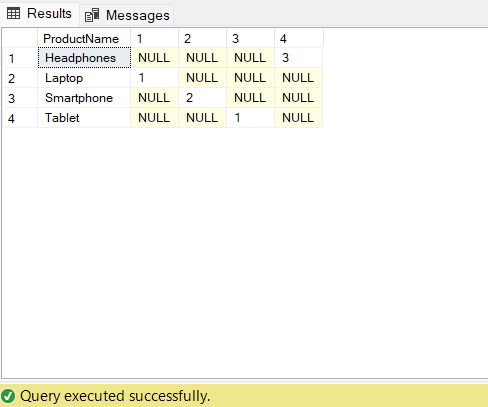 Results Messages
ProductName 1 2 3 4
1 Headphones NULL NULL NULL 3
2 Laptop 1 NULL NULL NULL
3 Smartphone NULL 2 NULL NULL
4 Tablet NULL NULL 1 NULL
Query executed successfully.